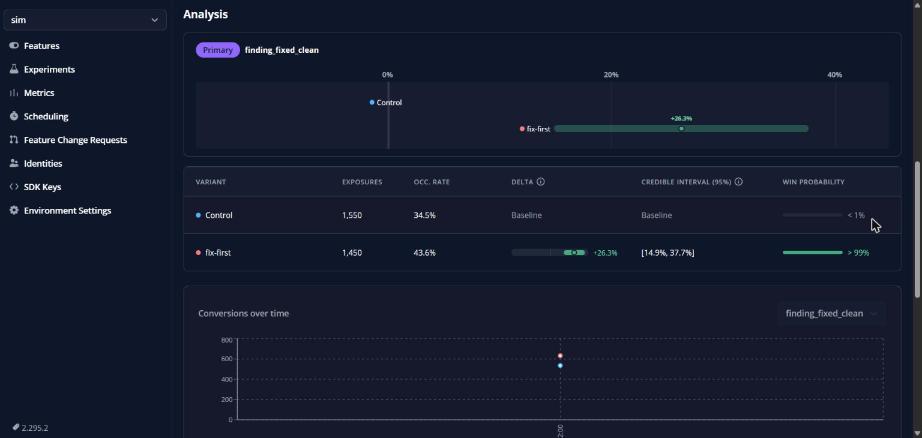 sim
Features
Experiments
Metrics
Scheduling
Feature Change Requests
Identities
SDK Keys
Environment Settings
2.295.2
Analysis
Primary finding_fixed_clean
0% 20% 40%
Control
+26.3%
fix-first
VARIANT EXPOSURES OCC. RATE DELTA CREDIBLE INTERVAL (95%) WIN PROBABILITY
Control 1,550 34.5% Baseline Baseline < 1%
fix-first 1,450 43.6% +26.3% [14.9%, 37.7%] > 99%
Conversions over time finding_fixed_clean
800
600
400
200
0